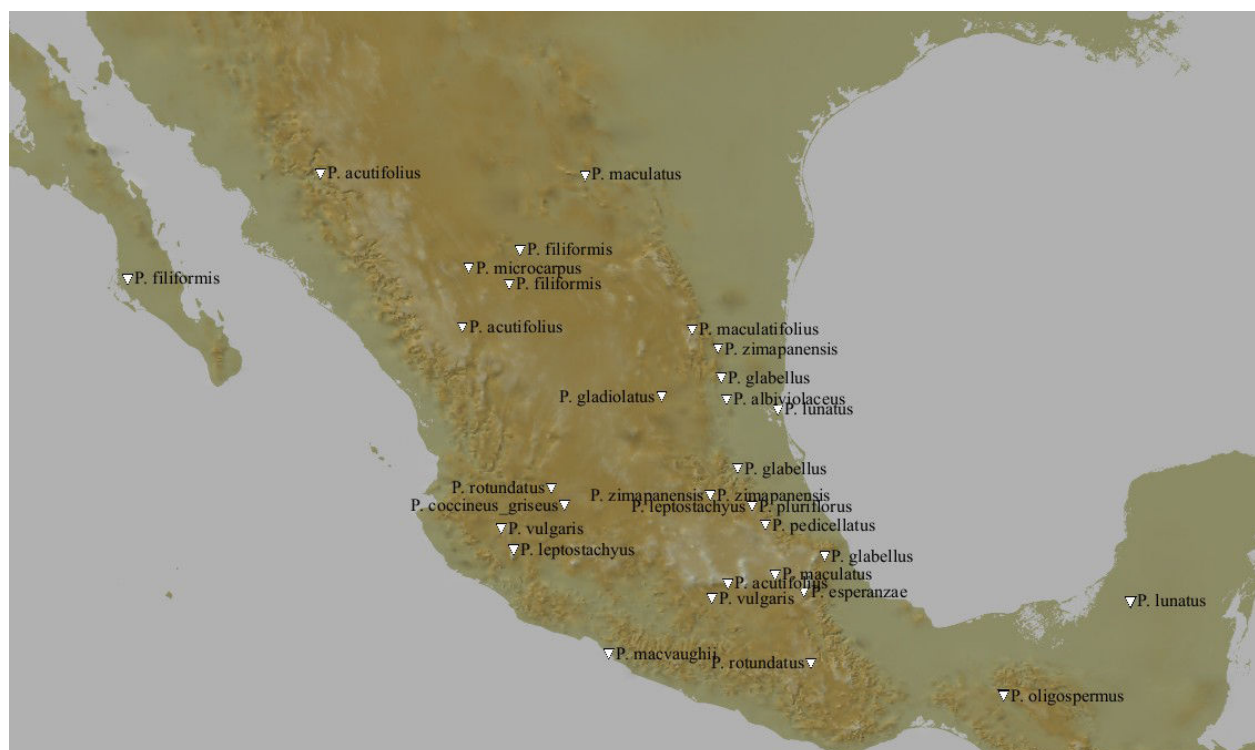 P. acutifolius
P. maculatus
P. filiformis
P. microcarpus
P. filiformis
P. filiformis
P. acutifolius
P. maculatifolius
P. zimapanensis
P. glabellus
P. gladiolatus
P. albiviolaceus
P. lunatus
P. glabellus
P. rotundatus
P. zimapanensis
P. zimapanensis
P. coccineus_griseus
P. leptostachyus
P. pluriflorus
P. vulgaris
P. pedicellatus
P. leptostachyus
P. glabellus
P. maculatus
P. acutifolius
P. esperanzae
P. vulgaris
P. lunatus
P. macvaughii
P. rotundatus
P. oligospermus